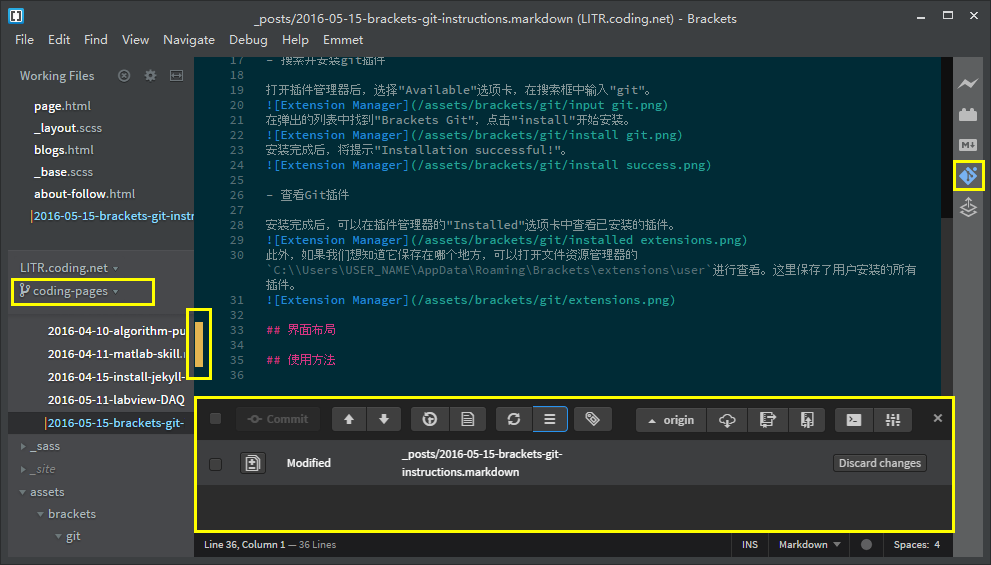 _posts/2016-05-15-brackets-git-instructions.markdown (LITR.coding.net) - Brackets
File Edit Find View Navigate Debug Help Emmet
Working Files
page.html
_layout.scss
blogs.html
_base.scss
about-follow.html
2016-05-15-brackets-git-instr
LITR.coding.net
coding-pages
2016-04-10-algorithm-pu
2016-04-11-matlab-skill.
2016-04-15-install-jekyll-
2016-05-11-labview-DAQ
2016-05-15-brackets-git-
_sass
_site
assets
brackets
git
17 - 搜索并安装git插件
18
19 打开插件管理器后，选择"Available"选项卡，在搜索框中输入"git"。
20 ![Extension Manager](/assets/brackets/git/input git.png)
21 在弹出的列表中找到"Brackets Git"，点击"install"开始安装。
22 ![Extension Manager](/assets/brackets/git/install git.png)
23 安装完成后，将提示"Installation successful!"。
24 ![Extension Manager](/assets/brackets/git/install success.png)
25
26 - 查看Git插件
27
28 安装完成后，可以在插件管理器的"Installed"选项卡中查看已安装的插件。
29 ![Extension Manager](/assets/brackets/git/installed extensions.png)
30 此外，如果我们想知道它保存在哪个地方，可以打开文件资源管理器的
`C:\\Users\USER_NAME\AppData\Roaming\Brackets\extensions\user`进行查看。这里保存了用户安装的所有
插件。
31 ![Extension Manager](/assets/brackets/git/extensions.png)
32
33 ## 界面布局
34
35 ## 使用方法
36
M
Commit
origin
Modified
_posts/2016-05-15-brackets-git-
instructions.markdown
Discard changes
Line 36, Column 1 — 36 Lines
INS
Markdown
Spaces: 4